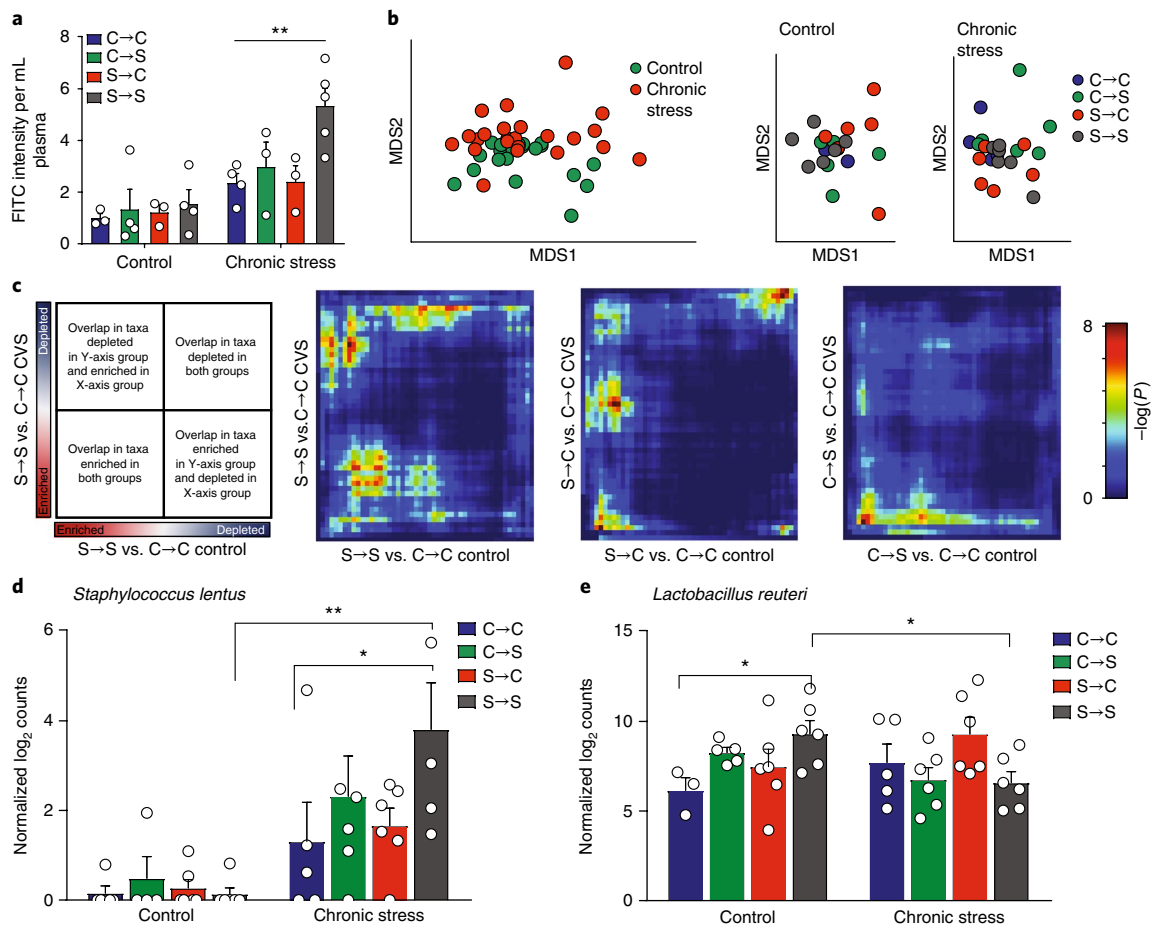 a
FITC intensity per mL
plasma
8
6
4
2
0
C→C
C→S
S→C
S→S
**
Control
Chronic stress
b
MDS2
MDS1
Control
Chronic
stress
Control
MDS2
MDS1
Chronic
stress
MDS2
MDS1
C→C
C→S
S→C
S→S
c
S→S vs. C→C CVS
Depleted
Enriched
Overlap in taxa
depleted
in Y-axis group
and enriched in
X-axis group
Overlap in taxa
depleted in
both groups
Overlap in taxa
enriched in
both groups
Overlap in taxa
enriched
in Y-axis group
and depleted in
X-axis group
Enriched
Depleted
S→S vs. C→C control
S→S vs.C→C CVS
S→S vs. C→C control
S→C vs. C→C CVS
S→C vs. C→C control
C→S vs. C→C CVS
C→S vs. C→C control
8
0
−log(P)
d
Staphylococcus lentus
Normalized log2 counts
6
4
2
0
**
*
C→C
C→S
S→C
S→S
Control
Chronic stress
e
Lactobacillus reuteri
Normalized log2 counts
15
10
5
0
*
*
C→C
C→S
S→C
S→S
Control
Chronic stress